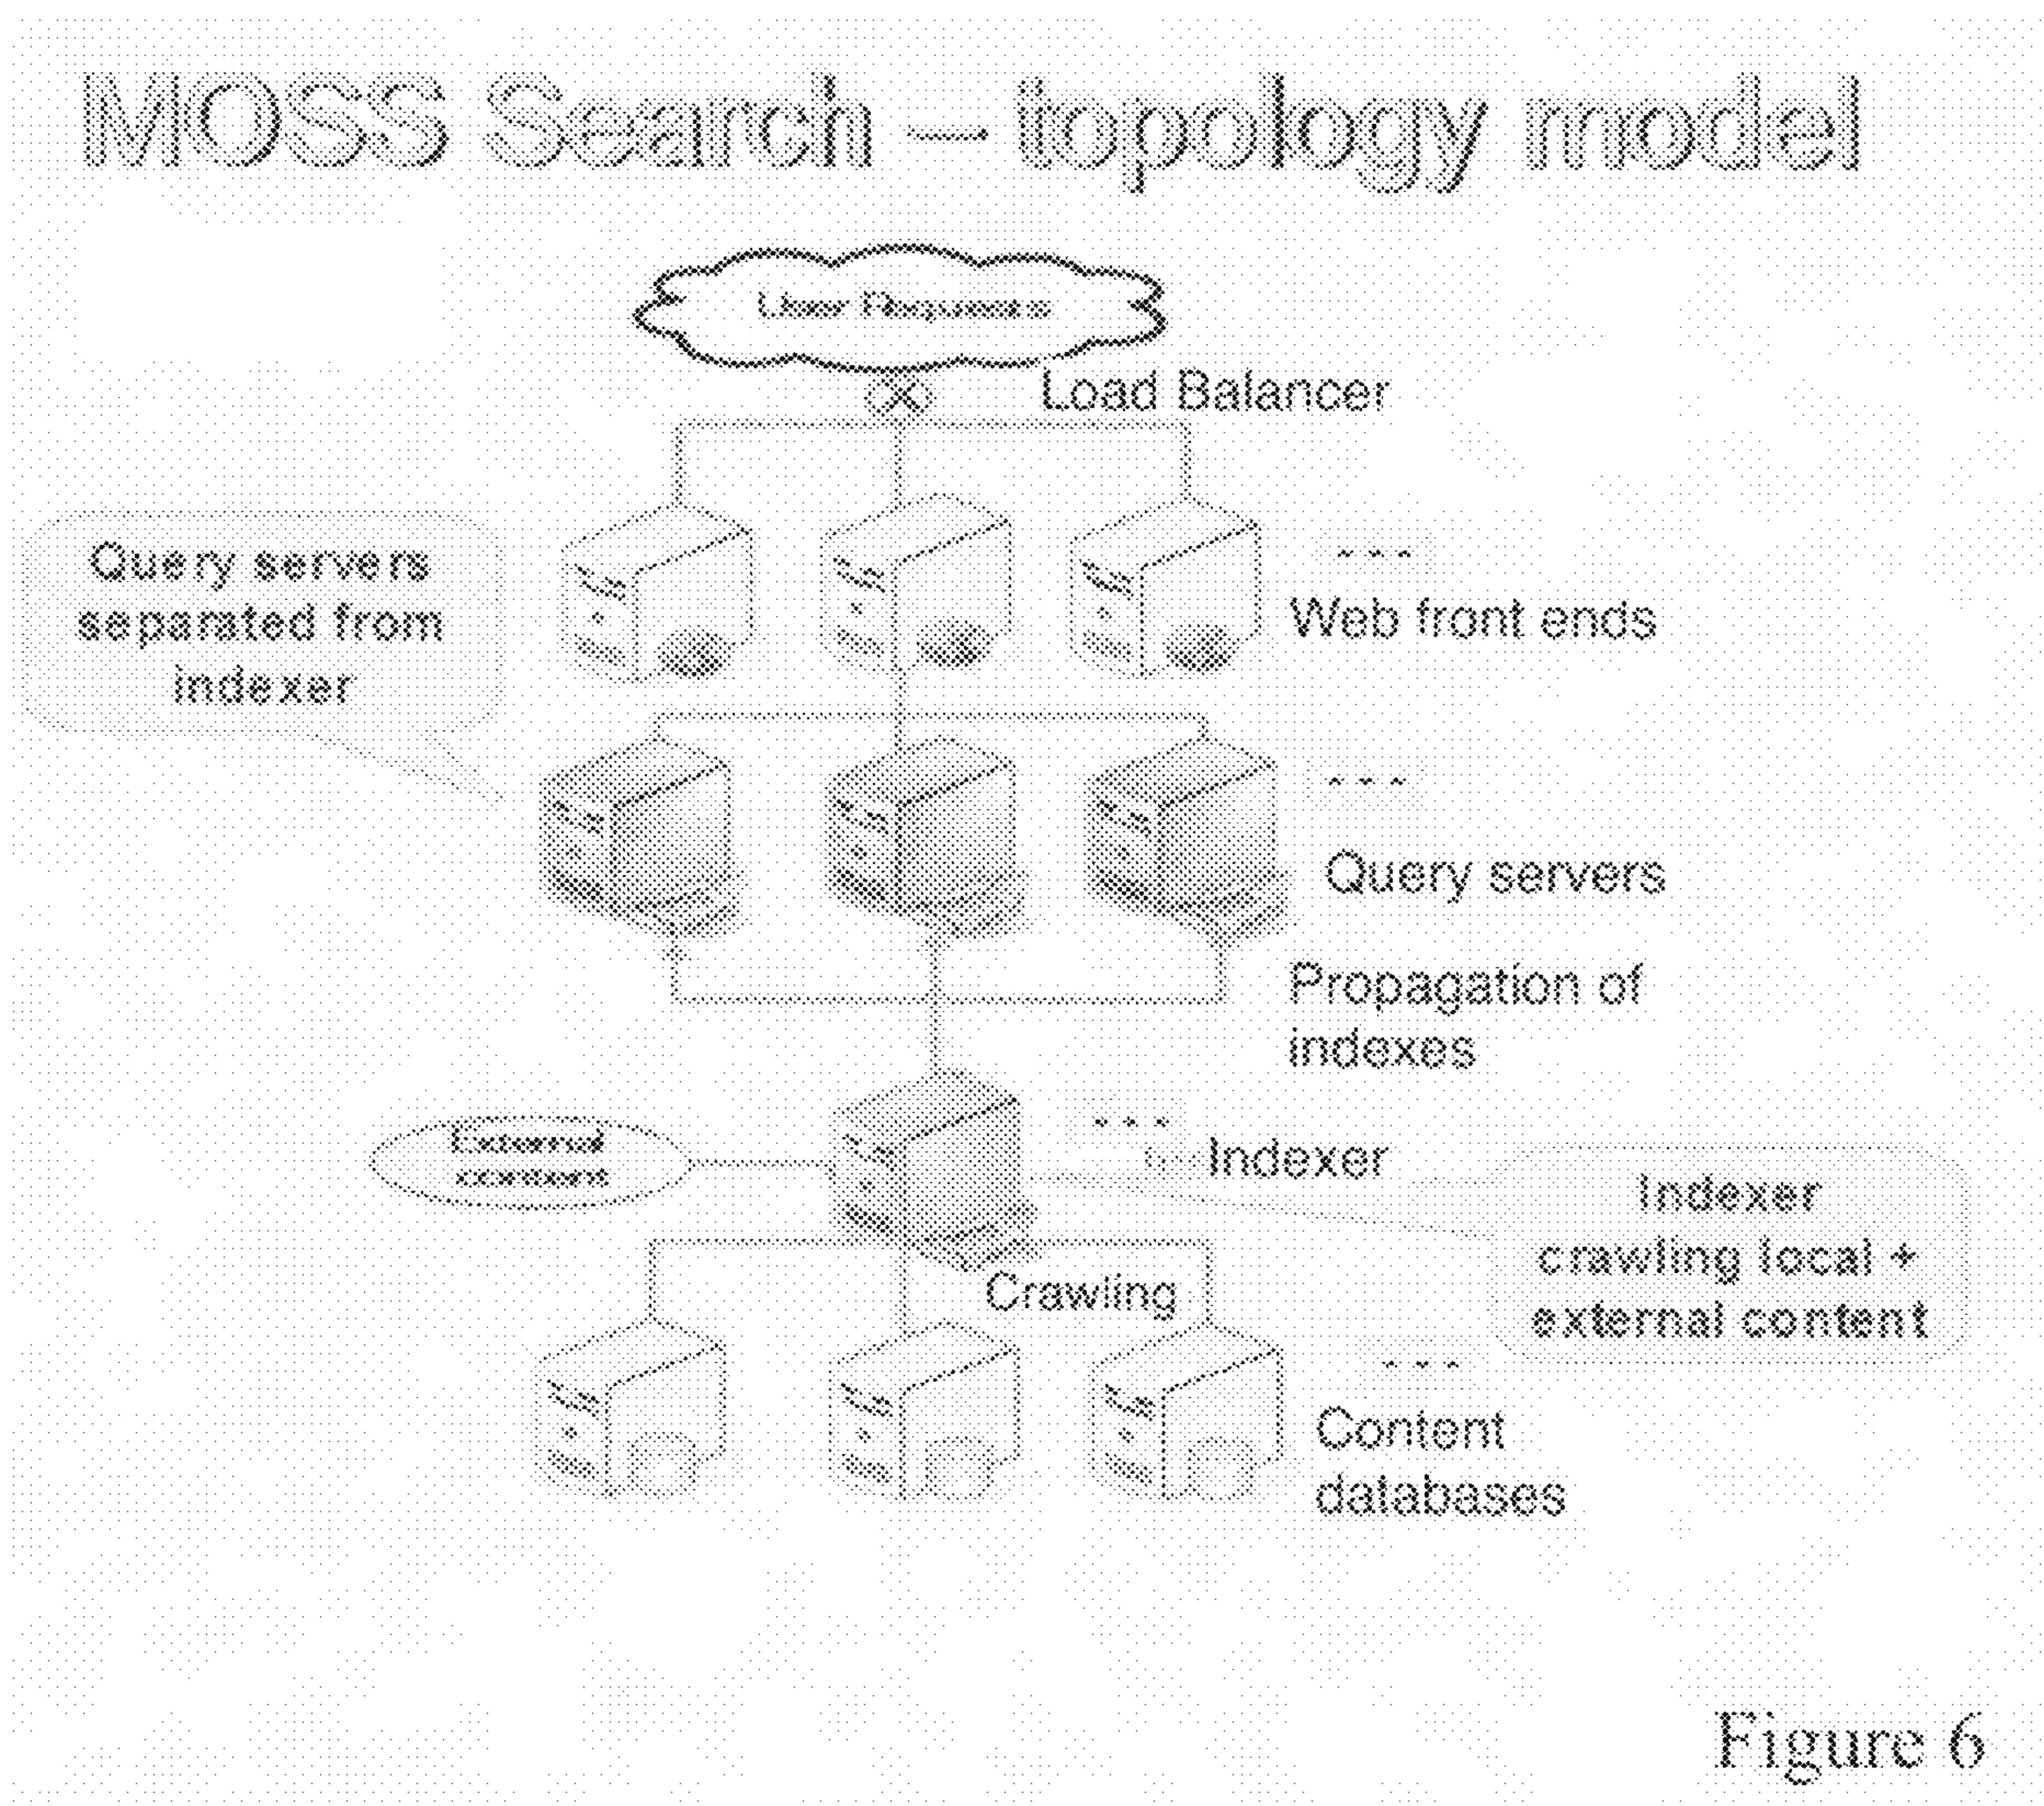 MOSS Search – topology model
User Requests
Load Balancer
Query servers
separated from
indexer
...
Web front ends
...
Query servers
Propagation of
indexes
External
content
...
Indexer
Indexer
crawling local +
external content
Crawling
...
Content
databases
Figure 6